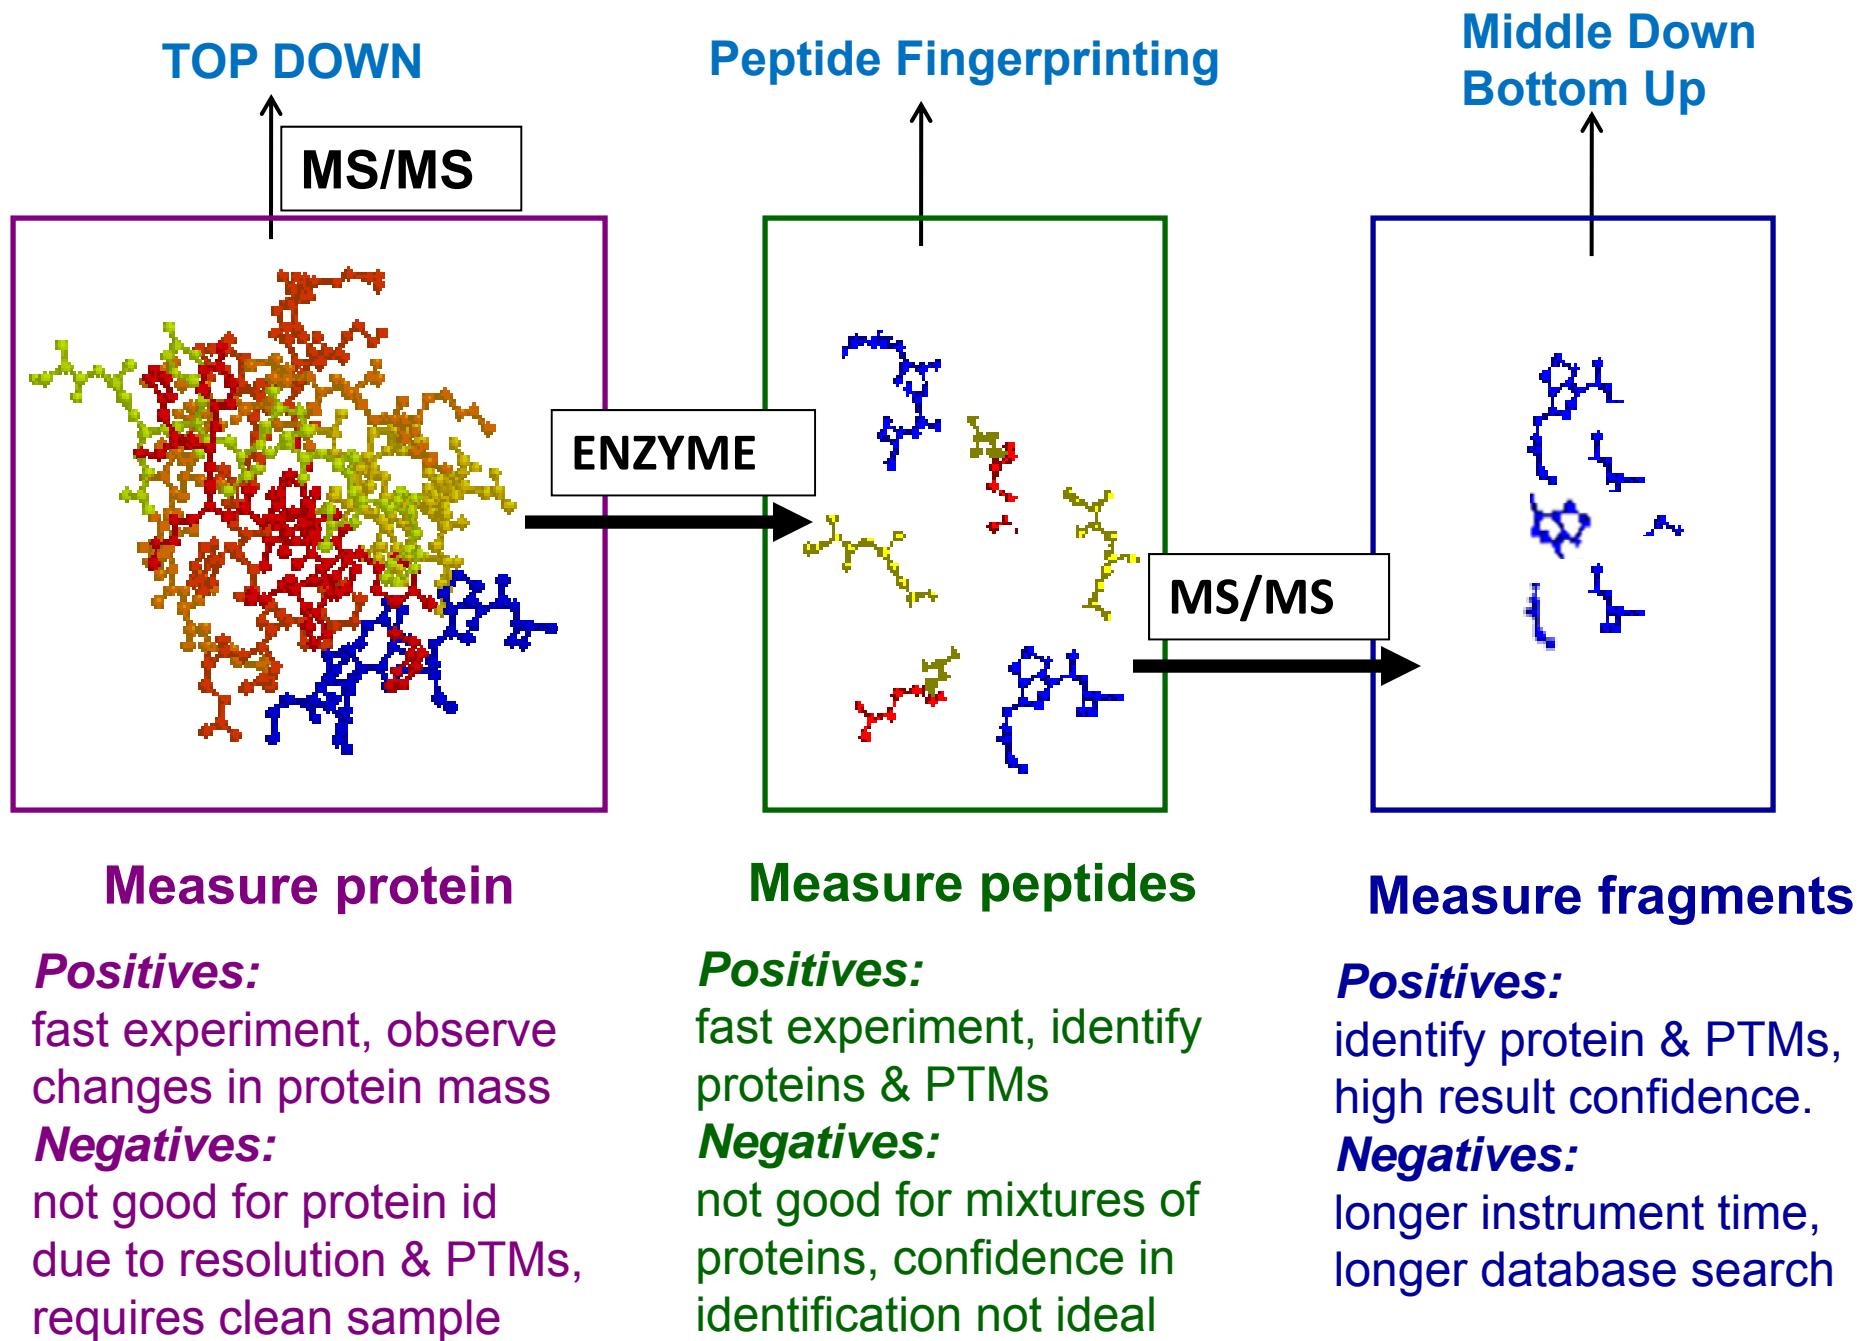 TOP DOWN
MS/MS
Peptide Fingerprinting
Middle Down
Bottom Up
ENZYME
MS/MS
Measure protein
Positives:
fast experiment, observe
changes in protein mass
Negatives:
not good for protein id
due to resolution & PTMs,
requires clean sample
Measure peptides
Positives:
fast experiment, identify
proteins & PTMs
Negatives:
not good for mixtures of
proteins, confidence in
identification not ideal
Measure fragments
Positives:
identify protein & PTMs,
high result confidence.
Negatives:
longer instrument time,
longer database search